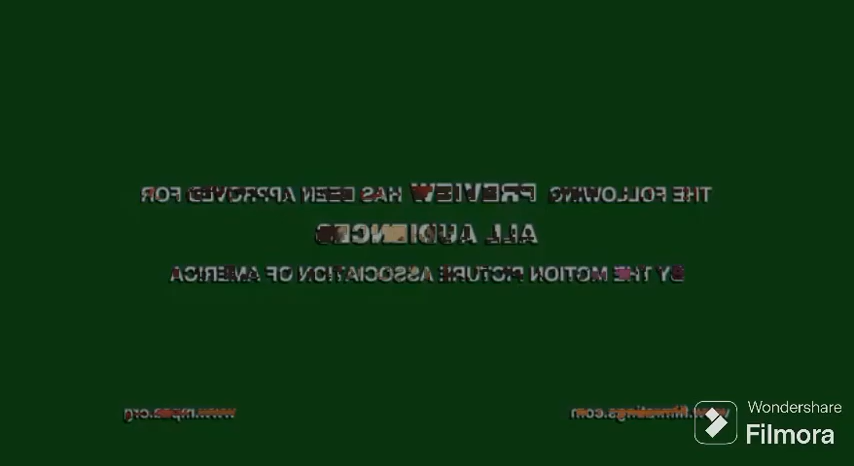 THE FOLLOWING PREVIEW HAS BEEN APPROVED FOR
ALL AUDIENCES
BY THE MOTION PICTURE ASSOCIATION OF AMERICA
www.filmratings.com
www.mpaa.org
Wondershare
Filmora